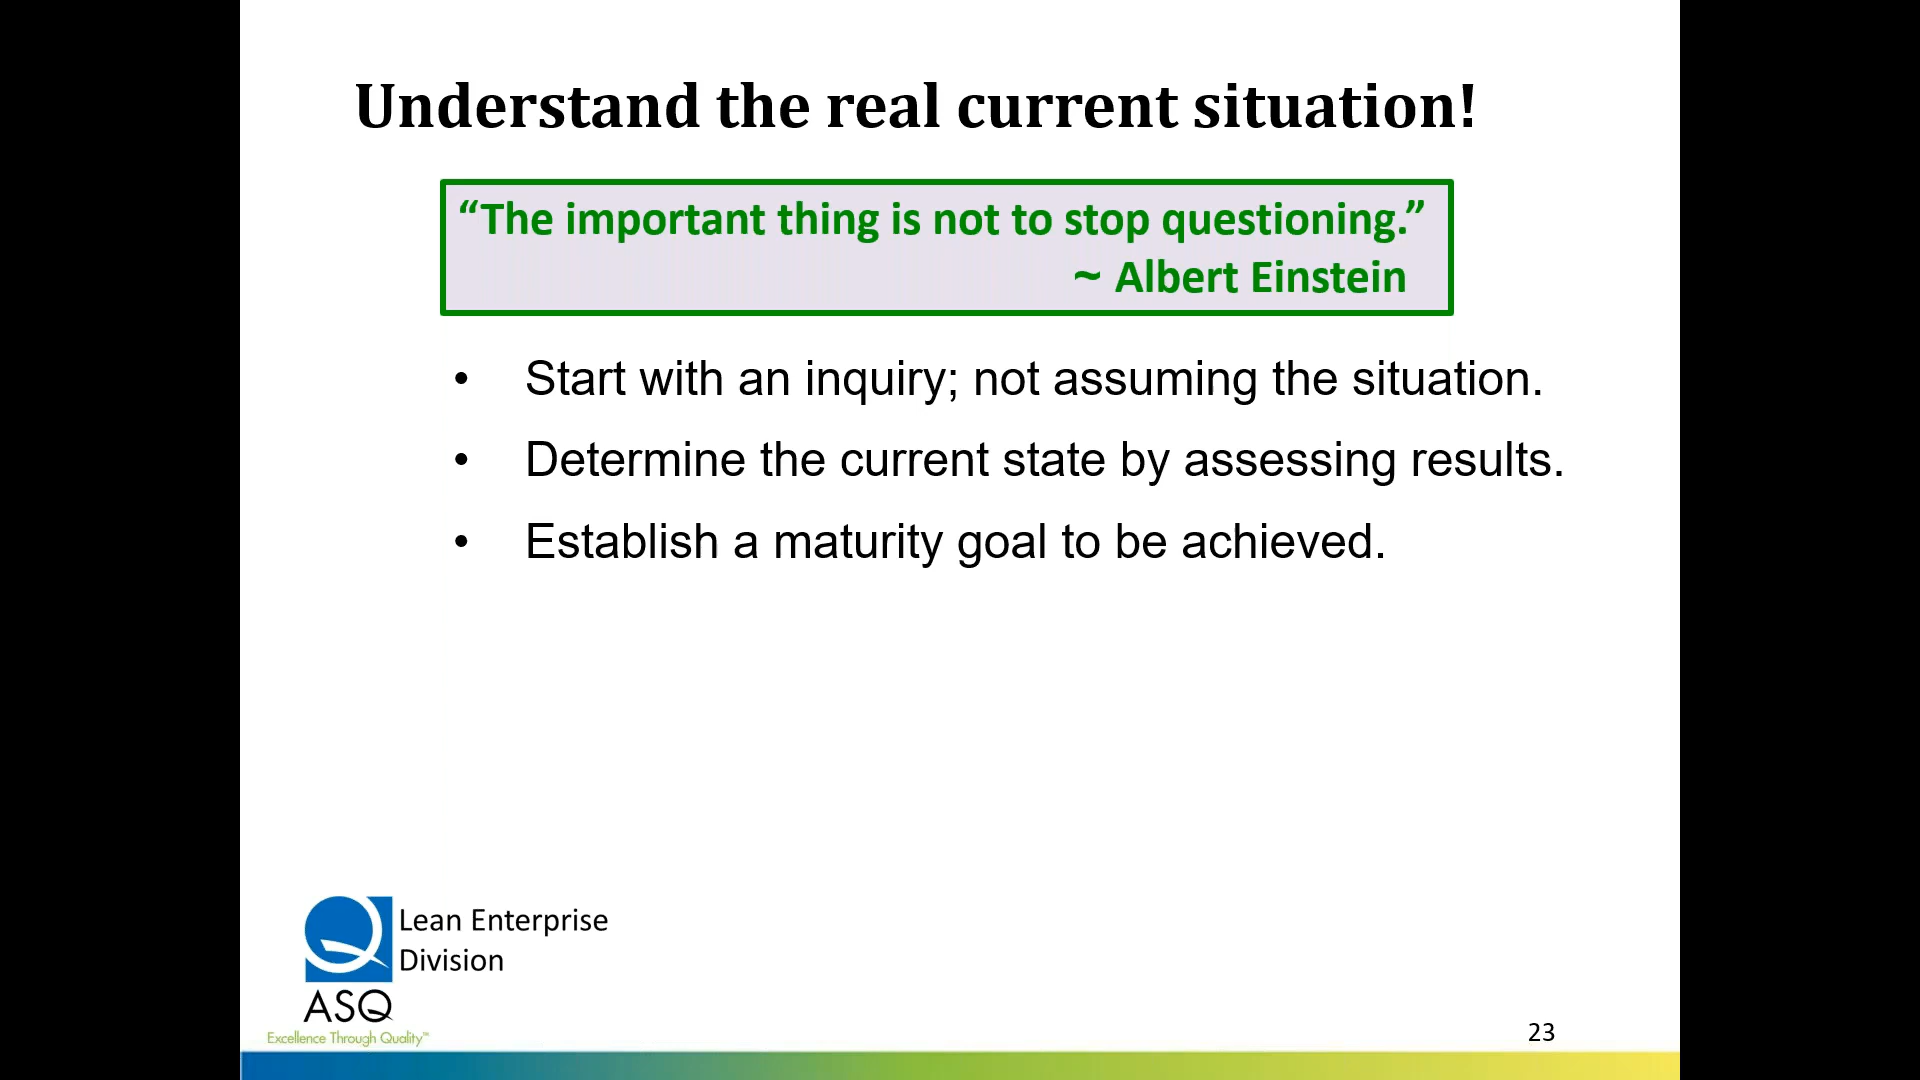 Understand the real current situation!
“The important thing is not to stop questioning.”
~ Albert Einstein
• Start with an inquiry; not assuming the situation.
• Determine the current state by assessing results.
• Establish a maturity goal to be achieved.
Lean Enterprise
Division
ASQ
Excellence Through Quality™
23